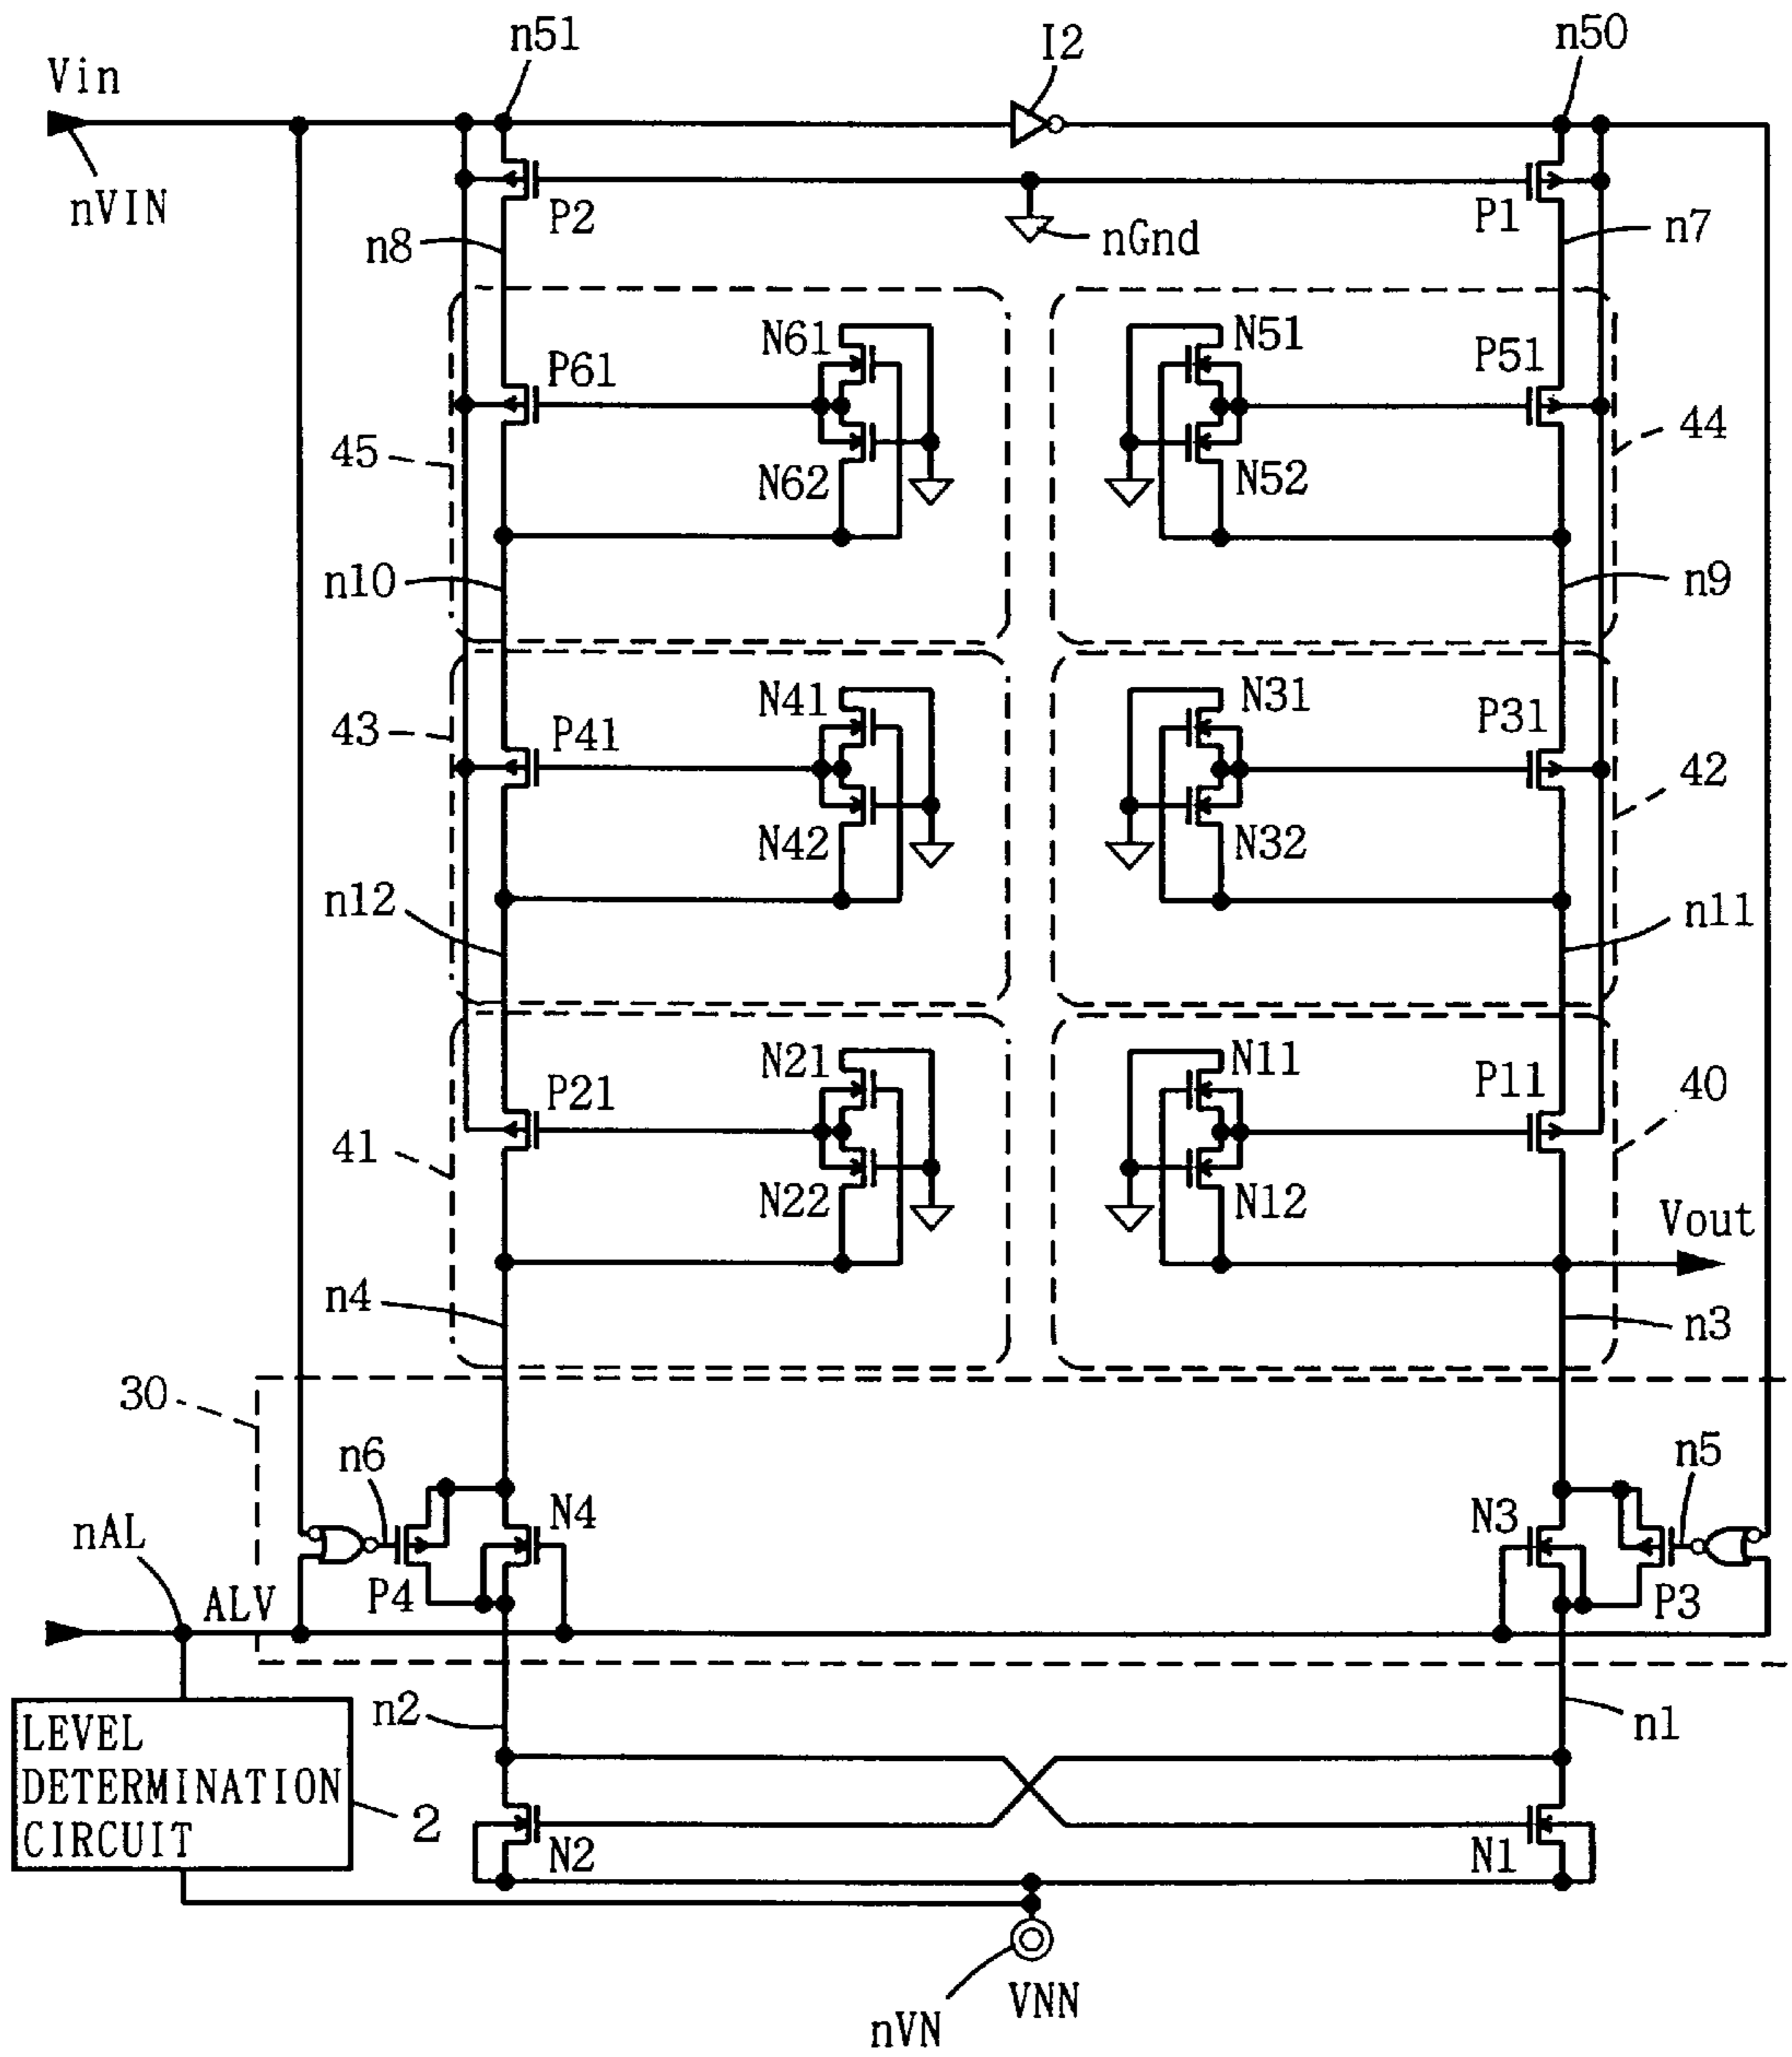 n51
I2
n50
Vin
nVIN
P2
nGnd
P1
n8
n7
N61
N51
P61
P51
45
44
N62
N52
n10
n9
N41
N31
43
P41
P31
42
N42
N32
n12
n11
N21
N11
P21
P11
40
41
N22
N12
Vout
n4
n3
30
n6
n5
nAL
N4
N3
ALV
P4
P3
n2
n1
LEVEL
DETERMINATION
CIRCUIT
2
N2
N1
VNN
nVN